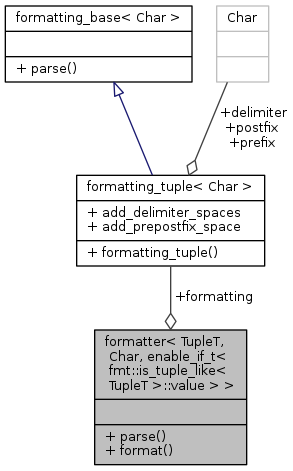 formatting_base< Char >
+ parse()
Char
+delimiter
+postfix
+prefix
formatting_tuple< Char >
+ add_delimiter_spaces
+ add_prepostfix_space
+ formatting_tuple()
+formatting
formatter< TupleT,
Char, enable_if_t<
fmt::is_tuple_like<
TupleT >::value > >
+ parse()
+ format()